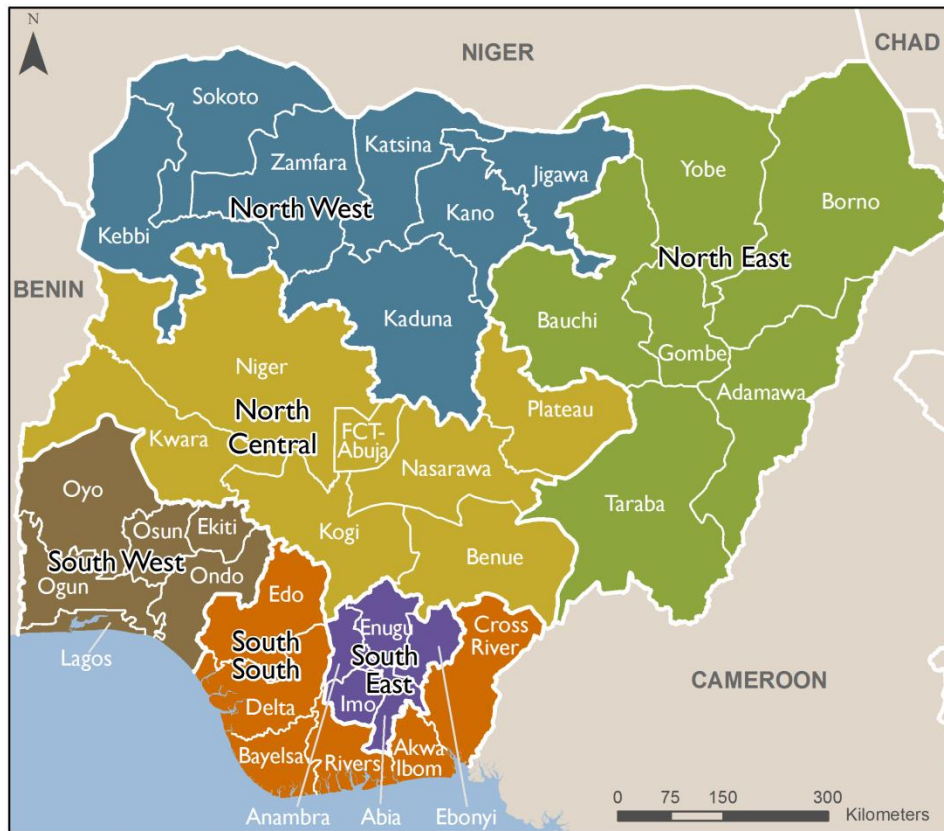 N
NIGER
CHAD
Sokoto
Katsina
Zamfara
Jigawa
Yobe
Borno
North West
Kano
Kebbi
North East
BENIN
Kaduna
Bauchi
Gombe
Niger
Adamawa
Plateau
North
Central
FCT-
Abuja
Kwara
Nasarawa
Oyo
Taraba
Osun
Ekiti
Kogi
Benue
South West
Ogun
Ondo
Edo
Cross
River
Enugu
South
South
South
East
Lagos
CAMEROON
Imo
Delta
Bayelsa
Rivers
Akwa
Ibom
Anambra
Abia
Ebonyi
0 75 150 300
Kilometers